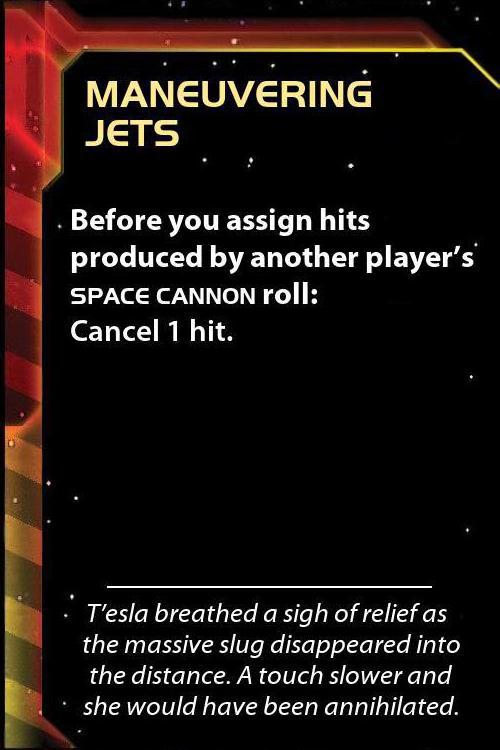 MANEUVERING
JETS
Before you assign hits
produced by another player's
SPACE CANNON roll:
Cancel 1 hit.
T'esla breathed a sigh of relief as
the massive slug disappeared into
the distance. A touch slower and
she would have been annihilated.